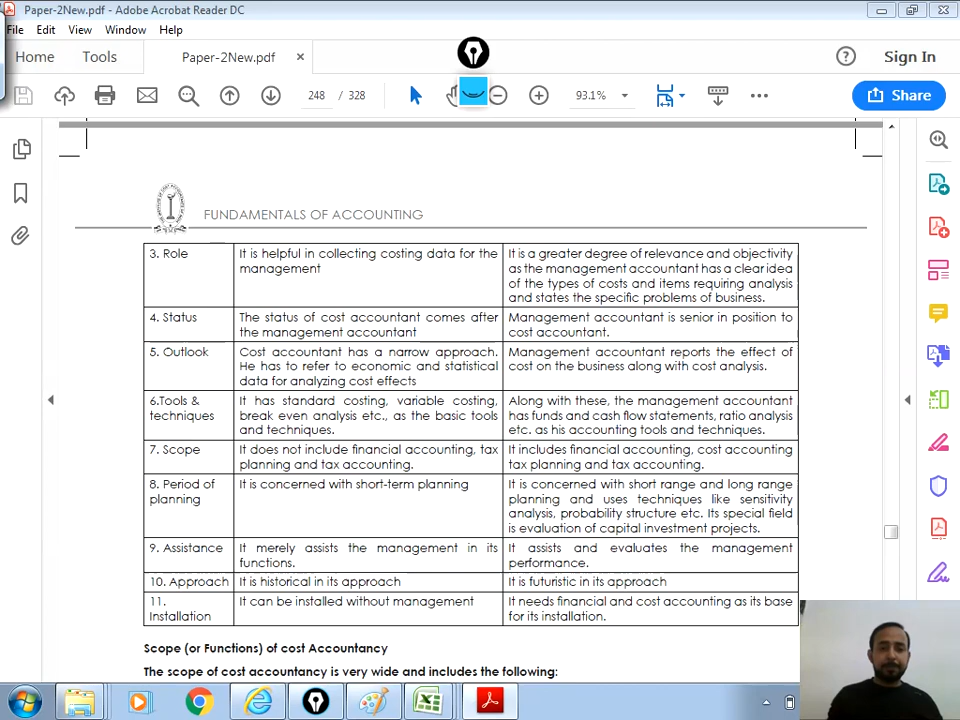 Paper-2New.pdf - Adobe Acrobat Reader DC
File Edit View Window Help
Home Tools Paper-2New.pdf × Sign In
248 / 328 93.1% Share
FUNDAMENTALS OF ACCOUNTING
3. Role
It is helpful in collecting costing data for the
management
It is a greater degree of relevance and objectivity
as the management accountant has a clear idea
of the types of costs and items requiring analysis
and states the specific problems of business.
4. Status
The status of cost accountant comes after
the management accountant
Management accountant is senior in position to
cost accountant.
5. Outlook
Cost accountant has a narrow approach.
He has to refer to economic and statistical
data for analyzing cost effects
Management accountant reports the effect of
cost on the business along with cost analysis.
6.Tools &
techniques
It has standard costing, variable costing,
break even analysis etc., as the basic tools
and techniques.
Along with these, the management accountant
has funds and cash flow statements, ratio analysis
etc. as his accounting tools and techniques.
7. Scope
It does not include financial accounting, tax
planning and tax accounting.
It includes financial accounting, cost accounting
tax planning and tax accounting.
8. Period of
planning
It is concerned with short-term planning
It is concerned with short range and long range
planning and uses techniques like sensitivity
analysis, probability structure etc. Its special field
is evaluation of capital investment projects.
9. Assistance
It merely assists the management in its
functions.
It assists and evaluates the management
performance.
10. Approach
It is historical in its approach
It is futuristic in its approach
11.
Installation
It can be installed without management
It needs financial and cost accounting as its base
for its installation.
Scope (or Functions) of cost Accountancy
The scope of cost accountancy is very wide and includes the following: